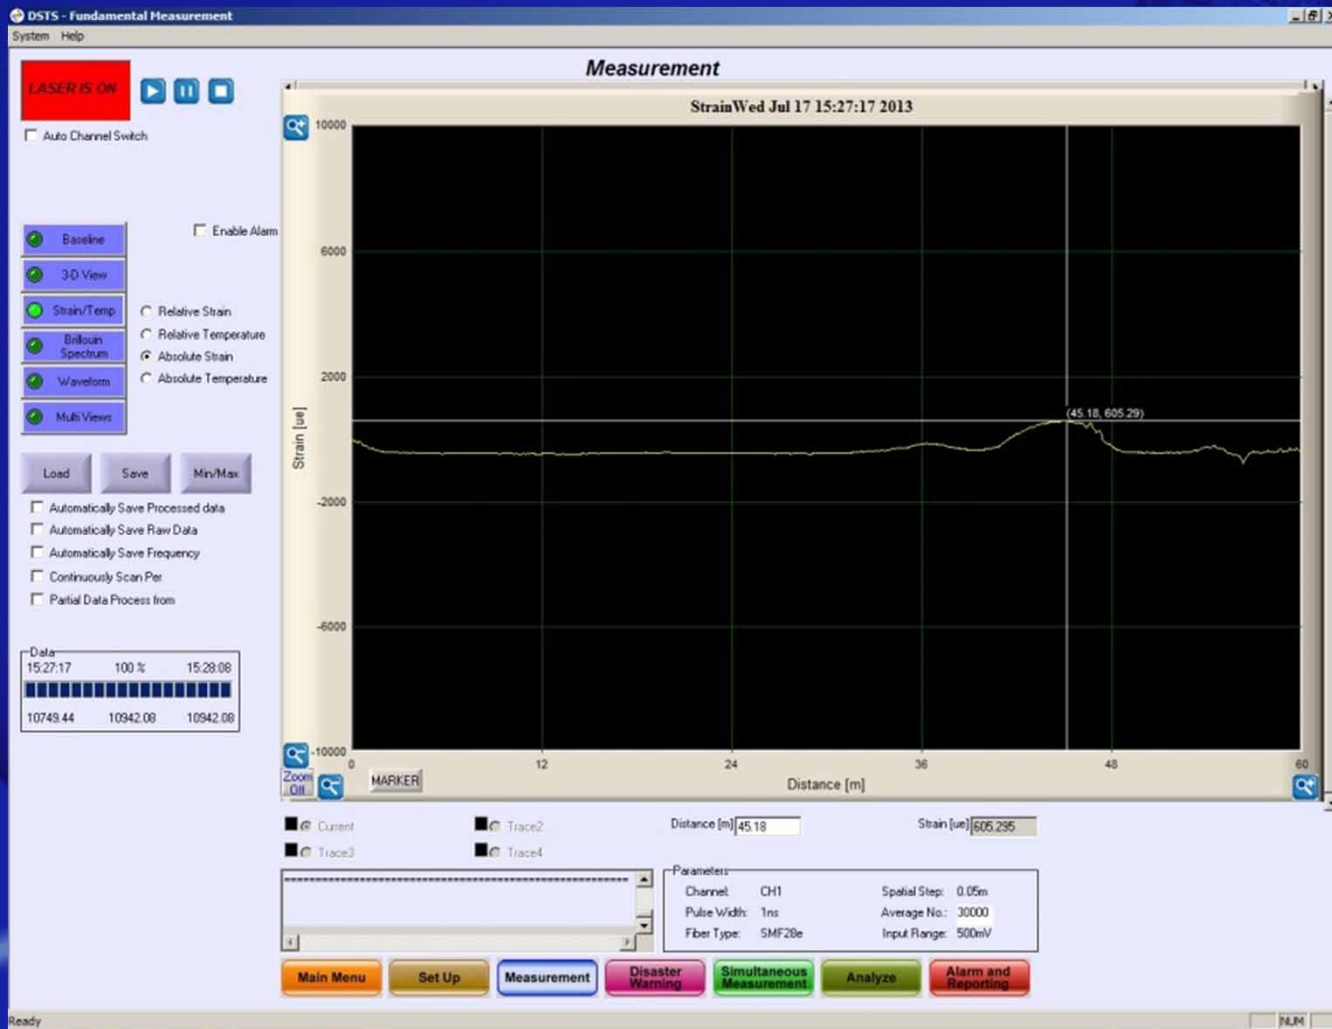 DSTS - Fundamental Measurement
System Help
LASER IS ON
Auto Channel Switch
Measurement
StrainWed Jul 17 15:27:17 2013
Enable Alarm
Baseline
3-D View
Strain/Temp
Brillouin
Spectrum
Waveform
Multi Views
Relative Strain
Relative Temperature
Absolute Strain
Absolute Temperature
Load Save Min/Max
Automatically Save Processed data
Automatically Save Raw Data
Automatically Save Frequency
Continuously Scan Per
Partial Data Process from
Data
15:27:17 100 % 15:28:08
10749.44 10942.08 10942.08
Strain [ue]
10000
6000
2000
-2000
-6000
-10000
(45.18, 605.29)
0 12 24 36 48 60
Distance [m]
Zoom
Off
MARKER
Current Trace2
Trace3 Trace4
Distance [m] 45.18 Strain [ue] 605.295
Parameters
Channel: CH1 Spatial Step: 0.05m
Pulse Width: 1ns Average No.: 30000
Fiber Type: SMF28e Input Range: 500mV
Main Menu
Set Up
Measurement
Disaster
Warning
Simultaneous
Measurement
Analyze
Alarm and
Reporting
Ready NUM